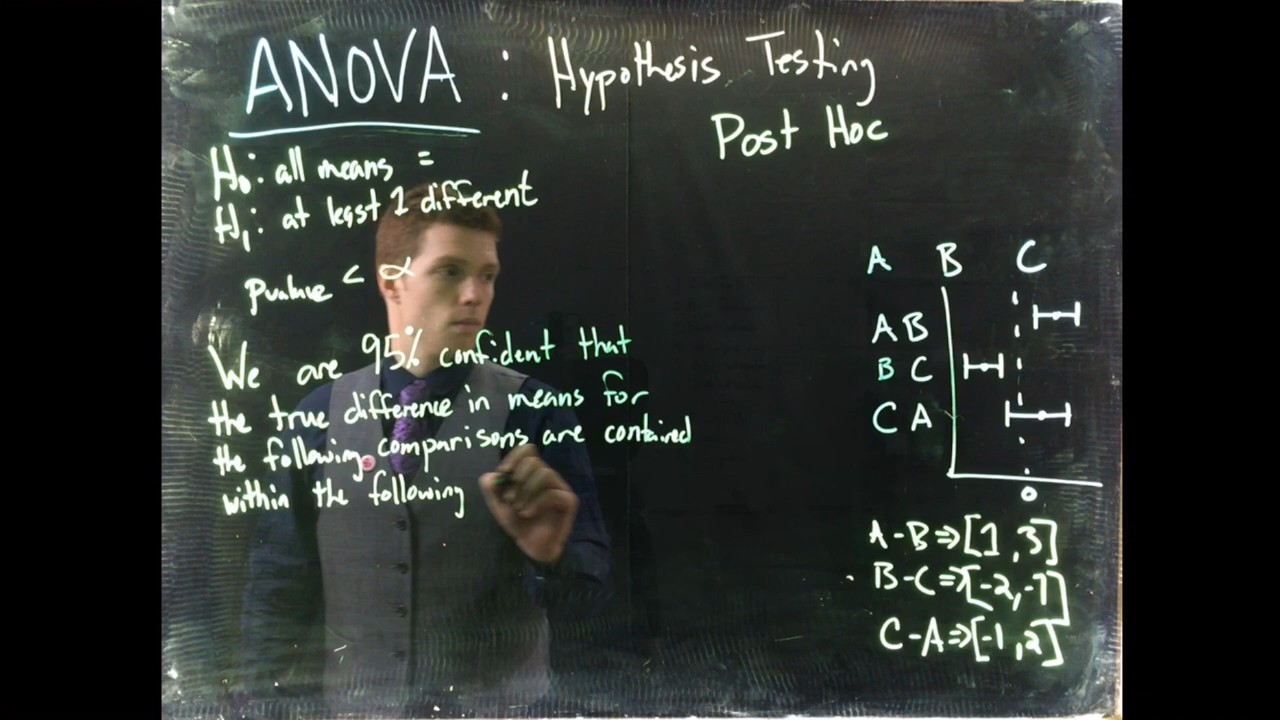 ANOVA : Hypothesis Testing
Post Hoc
H₀: all means =
H₁: at least 1 different
Pvalue < α
We are 95% confident that
the true difference in means for
the following comparisons are contained
within the following
A B C
A B
B C
C A
0
A-B⇒[1,3]
B-C⇒[-2,-1]
C-A⇒[-1,2]